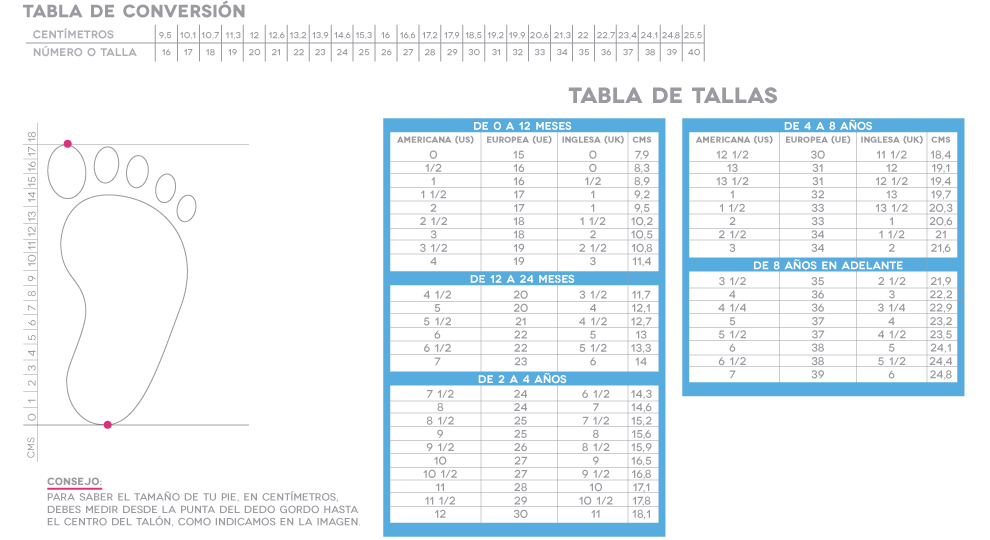 TABLA DE CONVERSIÓN
CENTÍMETROS 9.5 10.1 10.7 11.3 12 12.6 13.2 13.9 14.6 15.3 16 16,6 17.2 17.9 18.5 19.2 19.9 20.6 21.3 22 22,7 23.4 24.1 24.8 25,5
NÚMERO O TALLA 16 17 18 19 20 21 22 23 24 25 26 27 28 29 30 31 32 33 34 35 36 37 38 39 40
TABLA DE TALLAS
DE 0 A 12 MESES
AMERICANA (US) EUROPEA (UE) INGLESA (UK) CMS
0 15 0 7,9
1/2 16 0 8,3
1 16 1/2 8,9
1 1/2 17 1 9,2
2 17 1 9,5
2 1/2 18 1 1/2 10,2
3 18 2 10,5
3 1/2 19 2 1/2 10,8
4 19 3 11,4
DE 12 A 24 MESES
4 1/2 20 3 1/2 11,7
5 20 4 12,1
5 1/2 21 4 1/2 12,7
6 22 5 13
6 1/2 22 5 1/2 13,3
7 23 6 14
DE 2 A 4 AÑOS
7 1/2 24 6 1/2 14,3
8 24 7 14,6
8 1/2 25 7 1/2 15,2
9 25 8 15,6
9 1/2 26 8 1/2 15,9
10 27 9 16,5
10 1/2 27 9 1/2 16,8
11 28 10 17,1
11 1/2 29 10 1/2 17,8
12 30 11 18,1
DE 4 A 8 AÑOS
AMERICANA (US) EUROPEA (UE) INGLESA (UK) CMS
12 1/2 30 11 1/2 18,4
13 31 12 19,1
13 1/2 31 12 1/2 19,4
1 32 13 19,7
1 1/2 33 13 1/2 20,3
2 33 1 20,6
2 1/2 34 1 1/2 21
3 34 2 21,6
DE 8 AÑOS EN ADELANTE
3 1/2 35 2 1/2 21,9
4 36 3 22,2
4 1/4 36 3 1/4 22,9
5 37 4 23,2
5 1/2 37 4 1/2 23,5
6 38 5 24,1
6 1/2 38 5 1/2 24,4
7 39 6 24,8
CMS 0 1 2 3 4 5 6 7 8 9 10 11 12 13 14 15 16 17 18
CONSEJO:
PARA SABER EL TAMAÑO DE TU PIE, EN CENTÍMETROS,
DEBES MEDIR DESDE LA PUNTA DEL DEDO GORDO HASTA
EL CENTRO DEL TALÓN, COMO INDICAMOS EN LA IMAGEN.